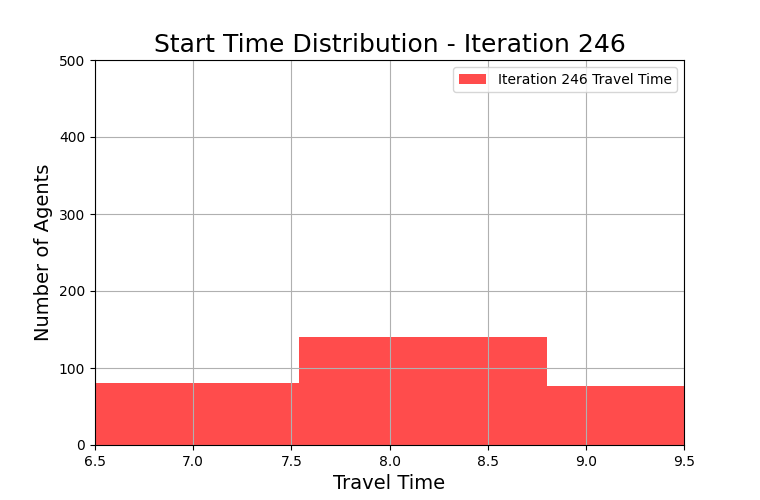 Start Time Distribution - Iteration 246
Iteration 246 Travel Time
Number of Agents
500
400
300
200
100
0
6.5 7.0 7.5 8.0 8.5 9.0 9.5
Travel Time